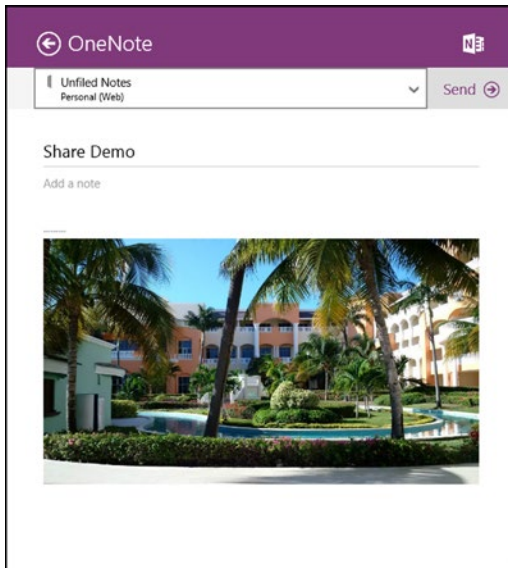 OneNote
Unfiled Notes
Personal (Web)
Send
Share Demo
Add a note